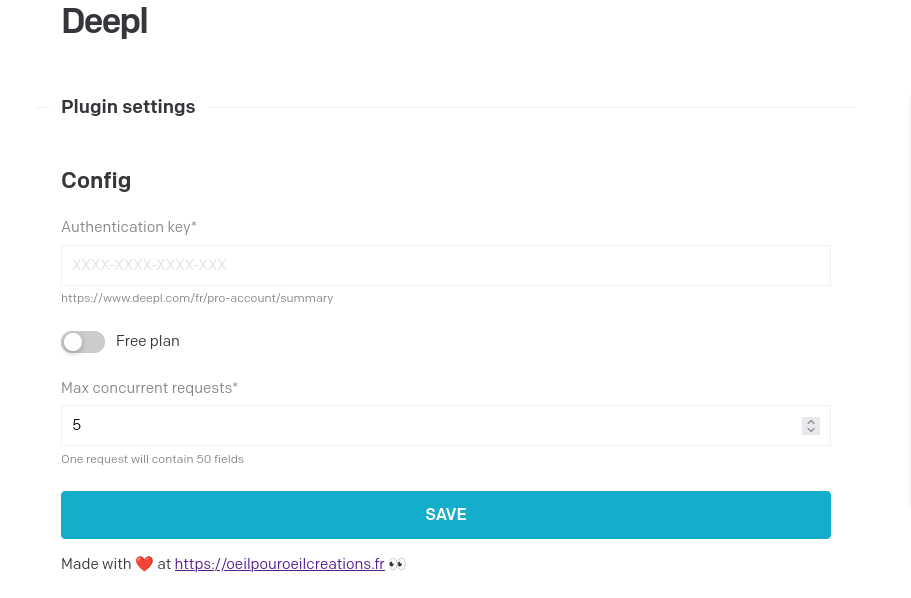 Deepl
Plugin settings
Config
Authentication key*
XXXX-XXXX-XXXX-XXX
https://www.deepl.com/fr/pro-account/summary
Free plan
Max concurrent requests*
5
One request will contain 50 fields
SAVE
Made with ❤️ at https://oeilpouroeilcreations.fr 👀